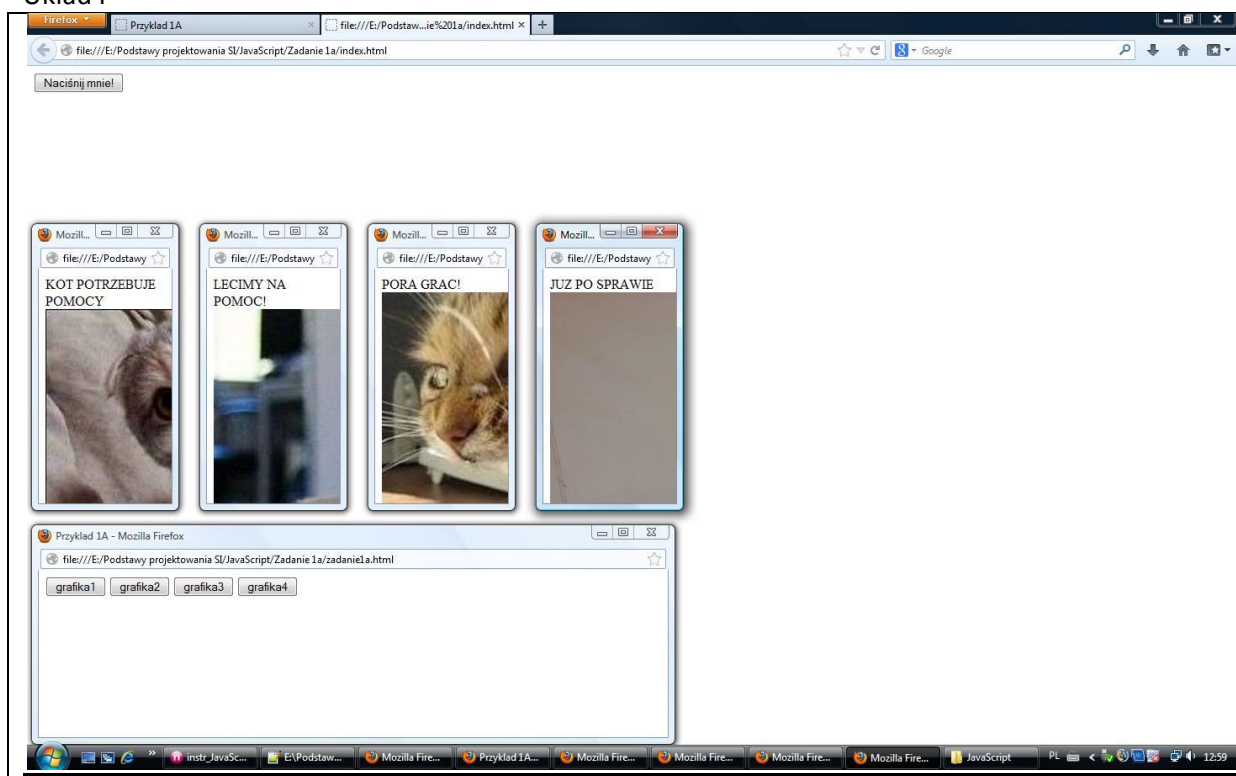 Układ I
Firefox
Przyklad 1A
file:///E:/Podstaw...ie%201a/index.html
file:///E:/Podstawy projektowania SI/JavaScript/Zadanie 1a/index.html
Google
Naciśnij mnie!
Mozill...
Mozill...
Mozill...
Mozill...
file:///E:/Podstawy
file:///E:/Podstawy
file:///E:/Podstawy
file:///E:/Podstawy
KOT POTRZEBUJE
POMOCY
LECIMY NA
POMOC!
PORA GRAC!
JUZ PO SPRAWIE
Przyklad 1A - Mozilla Firefox
file:///E:/Podstawy projektowania SI/JavaScript/Zadanie 1a/zadanie1a.html
grafika1 grafika2 grafika3 grafika4
instr_JavaSc... E:\Podstaw... Mozilla Fire... Przyklad 1A... Mozilla Fire... Mozilla Fire... Mozilla Fire... Mozilla Fire... JavaScript PL 12:59